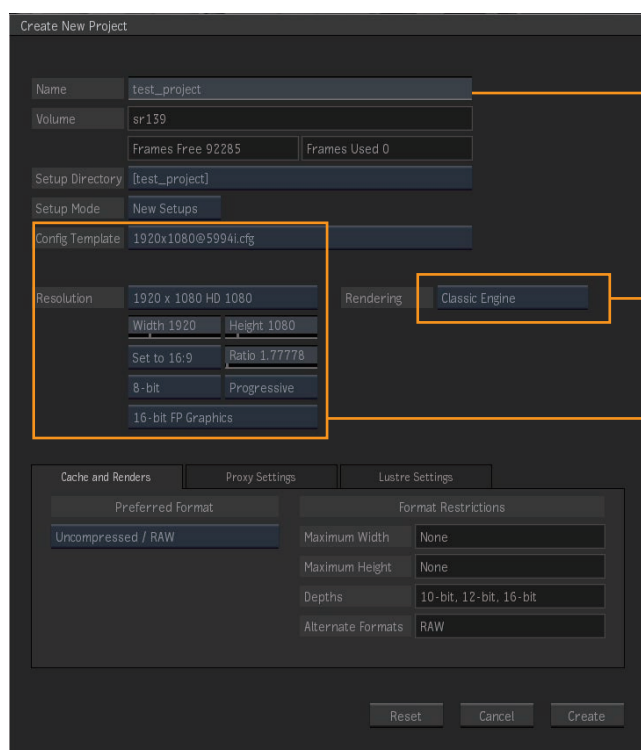 Create New Project
Name test_project
Volume sr139
Frames Free 92285 Frames Used 0
Setup Directory [test_project]
Setup Mode New Setups
Config Template 1920x1080@5994i.cfg
Resolution 1920 x 1080 HD 1080 Rendering Classic Engine
Width 1920 Height 1080
Set to 16:9 Ratio 1.77778
8-bit Progressive
16-bit FP Graphics
Cache and Renders Proxy Settings Lustre Settings
Preferred Format Format Restrictions
Uncompressed / RAW Maximum Width None
Maximum Height None
Depths 10-bit, 12-bit, 16-bit
Alternate Formats RAW
Reset Cancel Create